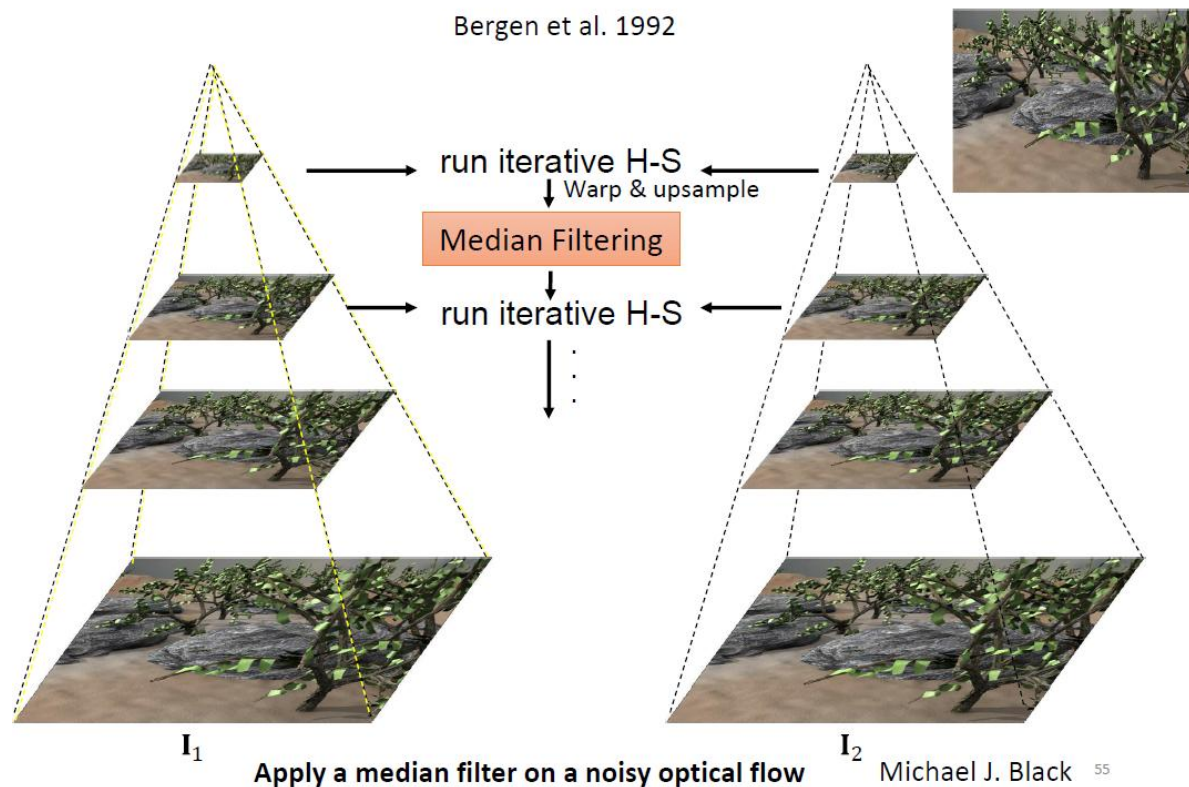 Bergen et al. 1992
run iterative H-S
Warp & upsample
Median Filtering
run iterative H-S
.
.
.
I₁
I₂
Apply a median filter on a noisy optical flow
Michael J. Black
55